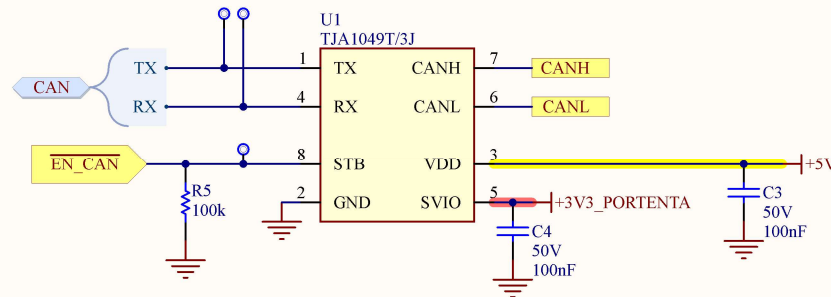 U1
TJA1049T/3J
CAN
TX
RX
1
TX
CANH
7
CANH
4
RX
CANL
6
CANL
EN_CAN
8
STB
VDD
3
+5V
R5
100k
2
GND
SVIO
5
+3V3_PORTENTA
C3
50V
100nF
C4
50V
100nF